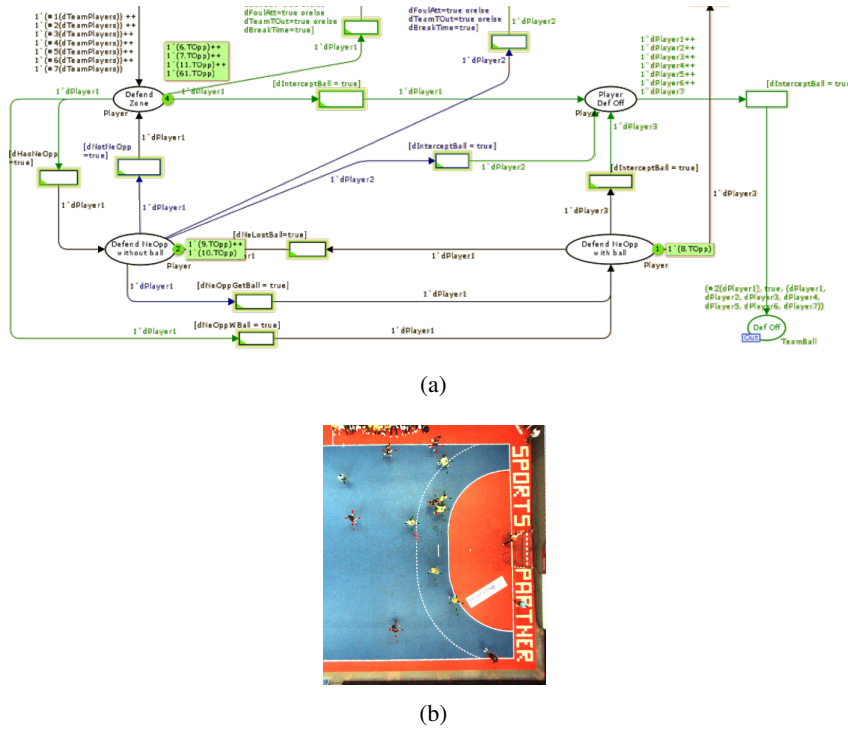 1`(#1(dTeamPlayers)) ++
1`(#2(dTeamPlayers)) ++
1`(#3(dTeamPlayers)) ++
1`(#4(dTeamPlayers)) ++
1`(#5(dTeamPlayers)) ++
1`(#6(dTeamPlayers)) ++
1`(#7(dTeamPlayers))
1`(6,TOpp)++
1`(7,TOpp)++
1`(11,TOpp)++
1`(61,TOpp)
dFoulAtt=true orelse
dTeamTOut=true orelse
dBreakTime=true]
1`dPlayer1
1`dPlayer2
1`dPlayer2
1`dPlayer1++
1`dPlayer2++
1`dPlayer3++
1`dPlayer4++
1`dPlayer5++
1`dPlayer6++
1`dPlayer7
1`dPlayer1
Defend
Zone
4
Player
1`dPlayer1
[dInterceptBall = true]
1`dPlayer1
Player
Def Off
Player
[dInterceptBall = true
[dHasNeOpp
=true]
1`dPlayer1
[dNotNeOpp
=true]
1`dPlayer1
1`dPlayer1
1`dPlayer2
[dInterceptBall = true]
1`dPlayer2
1`dPlayer3
[dInterceptBall = true]
1`dPlayer3
1`dPlayer3
1`dPlayer1
Defend NeOpp
without ball
2
Player
1`(9,TOpp)++
1`(10,TOpp)
[dNeLostBall=true]
1`dPlayer1
Defend NeOpp
with ball
1
Player
1`(8,TOpp)
1`dPlayer1
[dNeOppGetBall = true]
1`dPlayer1
1`dPlayer1
[dNeOppWBall = true]
1`dPlayer1
(#2(dPlayer1), true, (dPlayer1,
dPlayer2, dPlayer3, dPlayer4,
dPlayer5, dPlayer6, dPlayer7))
Def Off
Out
TeamBall
(a)
SPORTS PARTNER
(b)